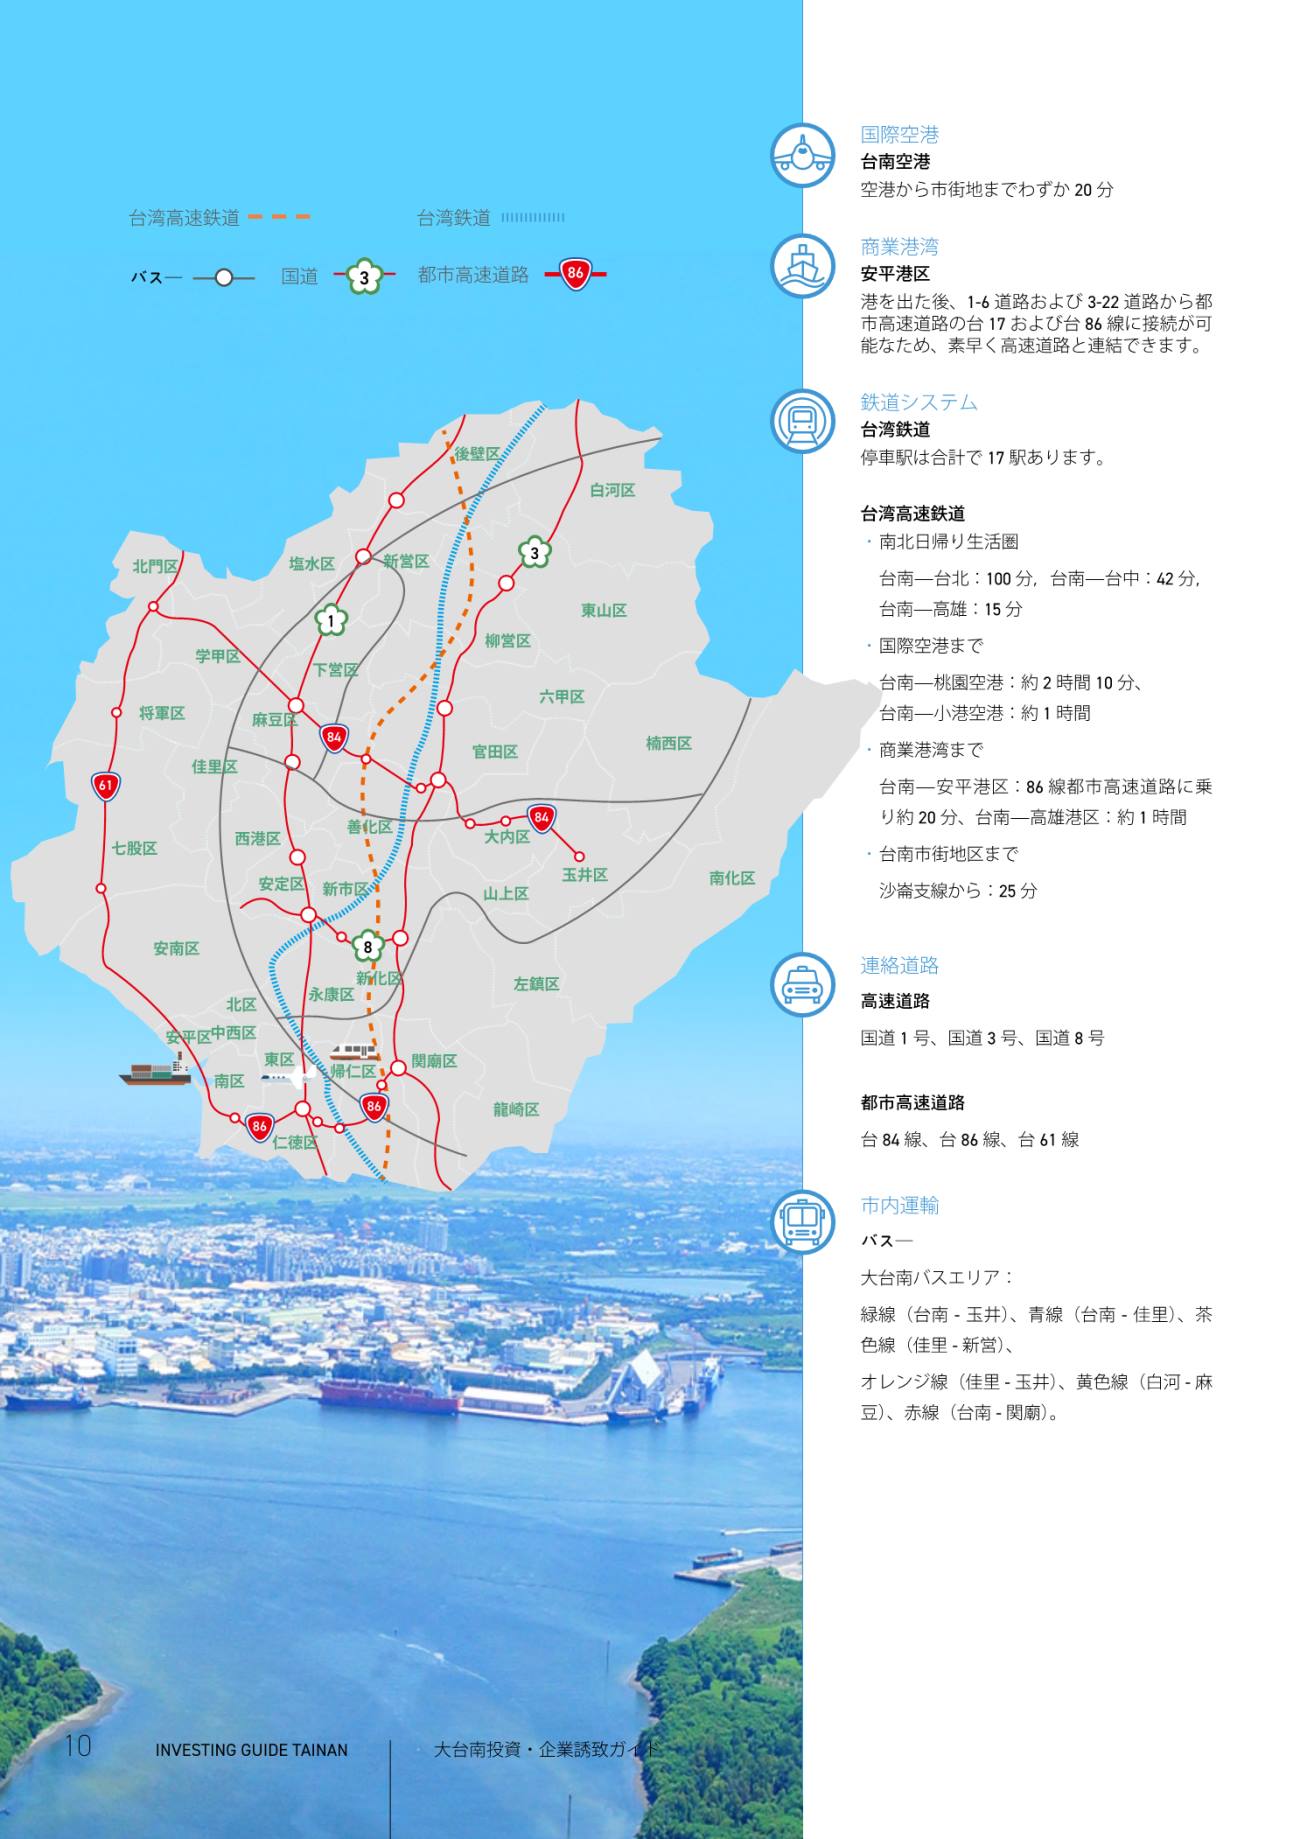 台湾高速鉄道
台湾鉄道
バス—
国道
3
都市高速道路
86
後壁区
白河区
3
北門区
塩水区
新営区
1
東山区
柳営区
学甲区
下営区
六甲区
将軍区
麻豆区
84
楠西区
官田区
佳里区
61
善化区
84
西港区
大内区
七股区
玉井区
安定区
新市区
南化区
山上区
安南区
8
新化区
左鎮区
永康区
北区
安平区
中西区
東区
帰仁区
関廟区
南区
86
86
龍崎区
仁徳区
国際空港
台南空港
空港から市街地までわずか 20 分
商業港湾
安平港区
港を出た後、1-6 道路および 3-22 道路から都
市高速道路の台 17 および台 86 線に接続が可
能なため、素早く高速道路と連結できます。
鉄道システム
台湾鉄道
停車駅は合計で 17 駅あります。
台湾高速鉄道
・南北日帰り生活圏
台南—台北：100 分, 台南—台中：42 分,
台南—高雄：15 分
・国際空港まで
台南—桃園空港：約 2 時間 10 分、
台南—小港空港：約 1 時間
・商業港湾まで
台南—安平港区：86 線都市高速道路に乗
り約 20 分、台南—高雄港区：約 1 時間
・台南市街地区まで
沙崙支線から：25 分
連絡道路
高速道路
国道 1 号、国道 3 号、国道 8 号
都市高速道路
台 84 線、台 86 線、台 61 線
市内運輸
バス—
大台南バスエリア：
緑線（台南 - 玉井）、青線（台南 - 佳里）、茶
色線（佳里 - 新営）、
オレンジ線（佳里 - 玉井）、黄色線（白河 - 麻
豆）、赤線（台南 - 関廟）。
10
INVESTING GUIDE TAINAN
大台南投資・企業誘致ガイド